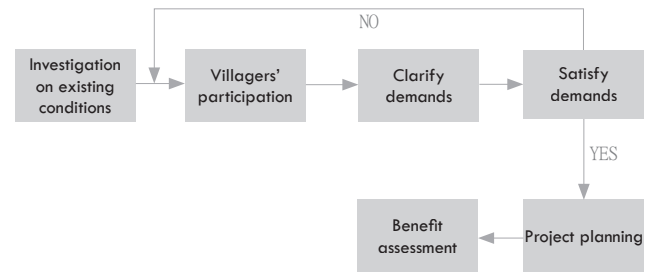 NO
Investigation
on existing
conditions
Villagers'
participation
Clarify
demands
Satisfy
demands
YES
Benefit
assessment
Project planning